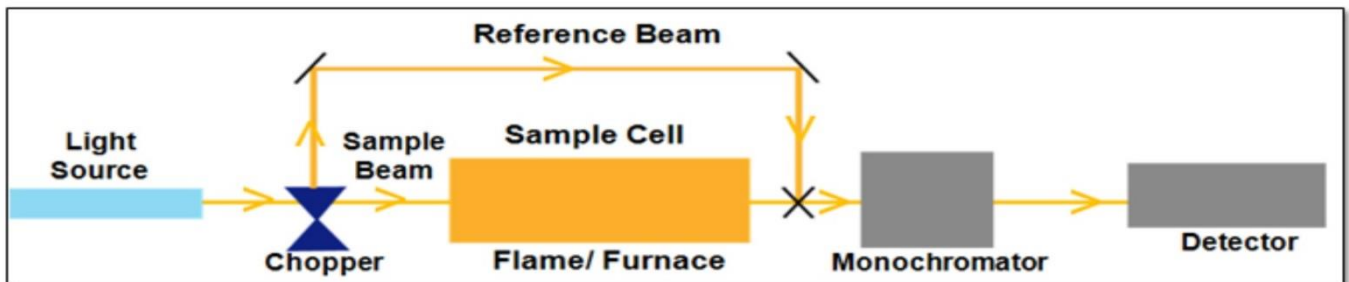 Reference Beam
Light
Source
Sample
Beam
Sample Cell
Chopper
Flame/ Furnace
Monochromator
Detector